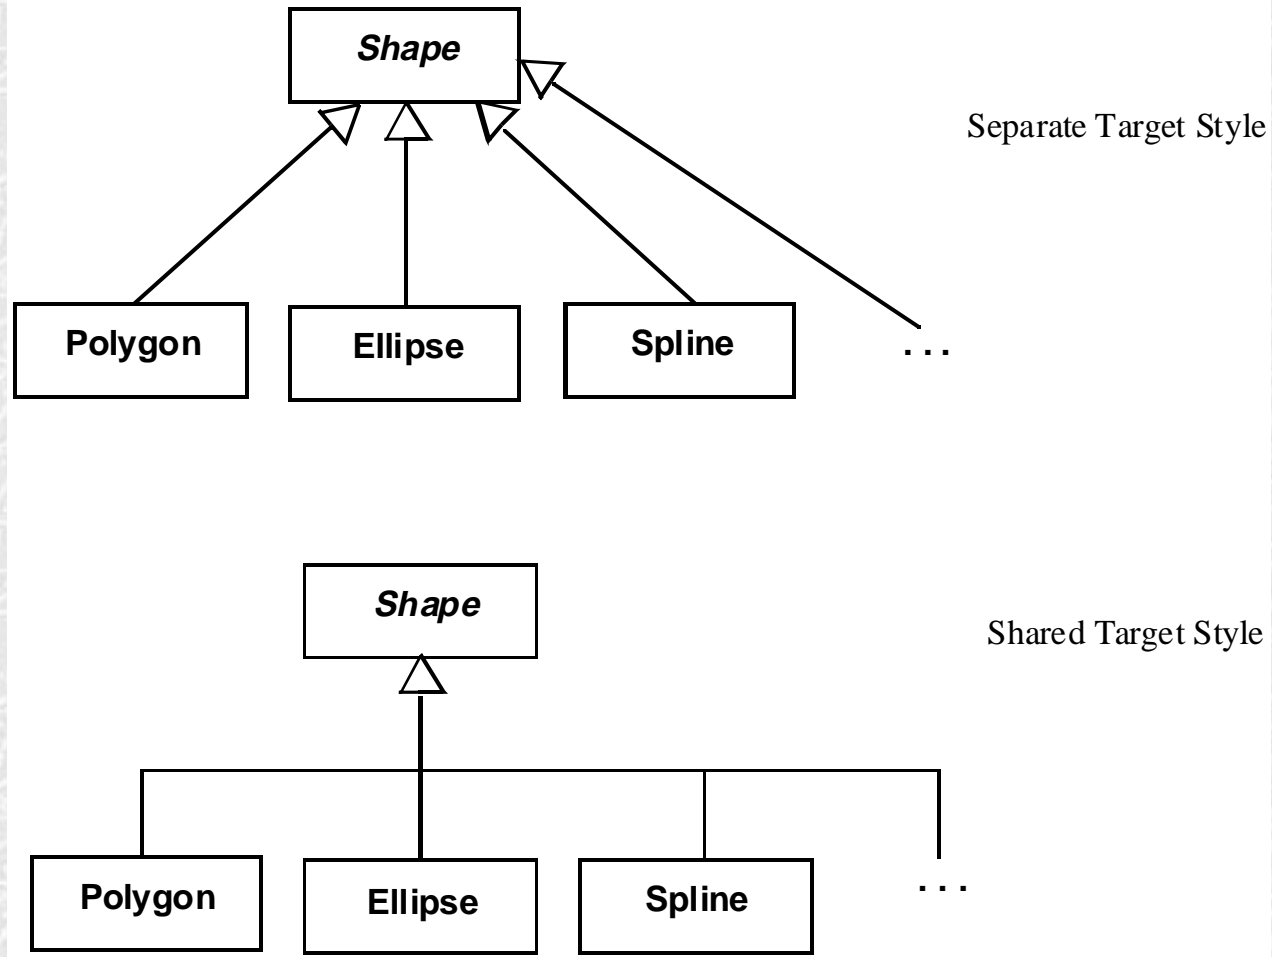 Shape
Separate Target Style
Polygon
Ellipse
Spline
. . .
Shape
Shared Target Style
Polygon
Ellipse
Spline
. . .